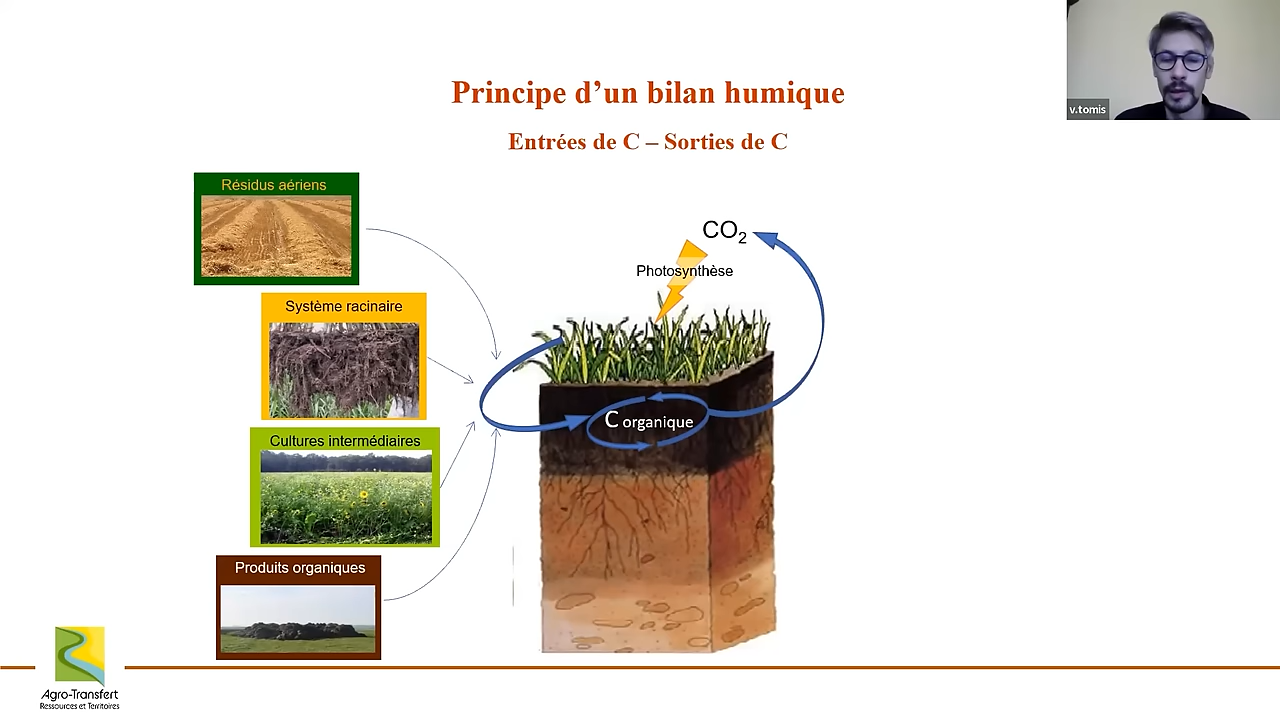 v.tomis
Principe d’un bilan humique
Entrées de C – Sorties de C
Résidus aériens
CO2
Photosynthèse
Système racinaire
C organique
Cultures intermédiaires
Produits organiques
Agro-Transfert
Ressources et Territoires